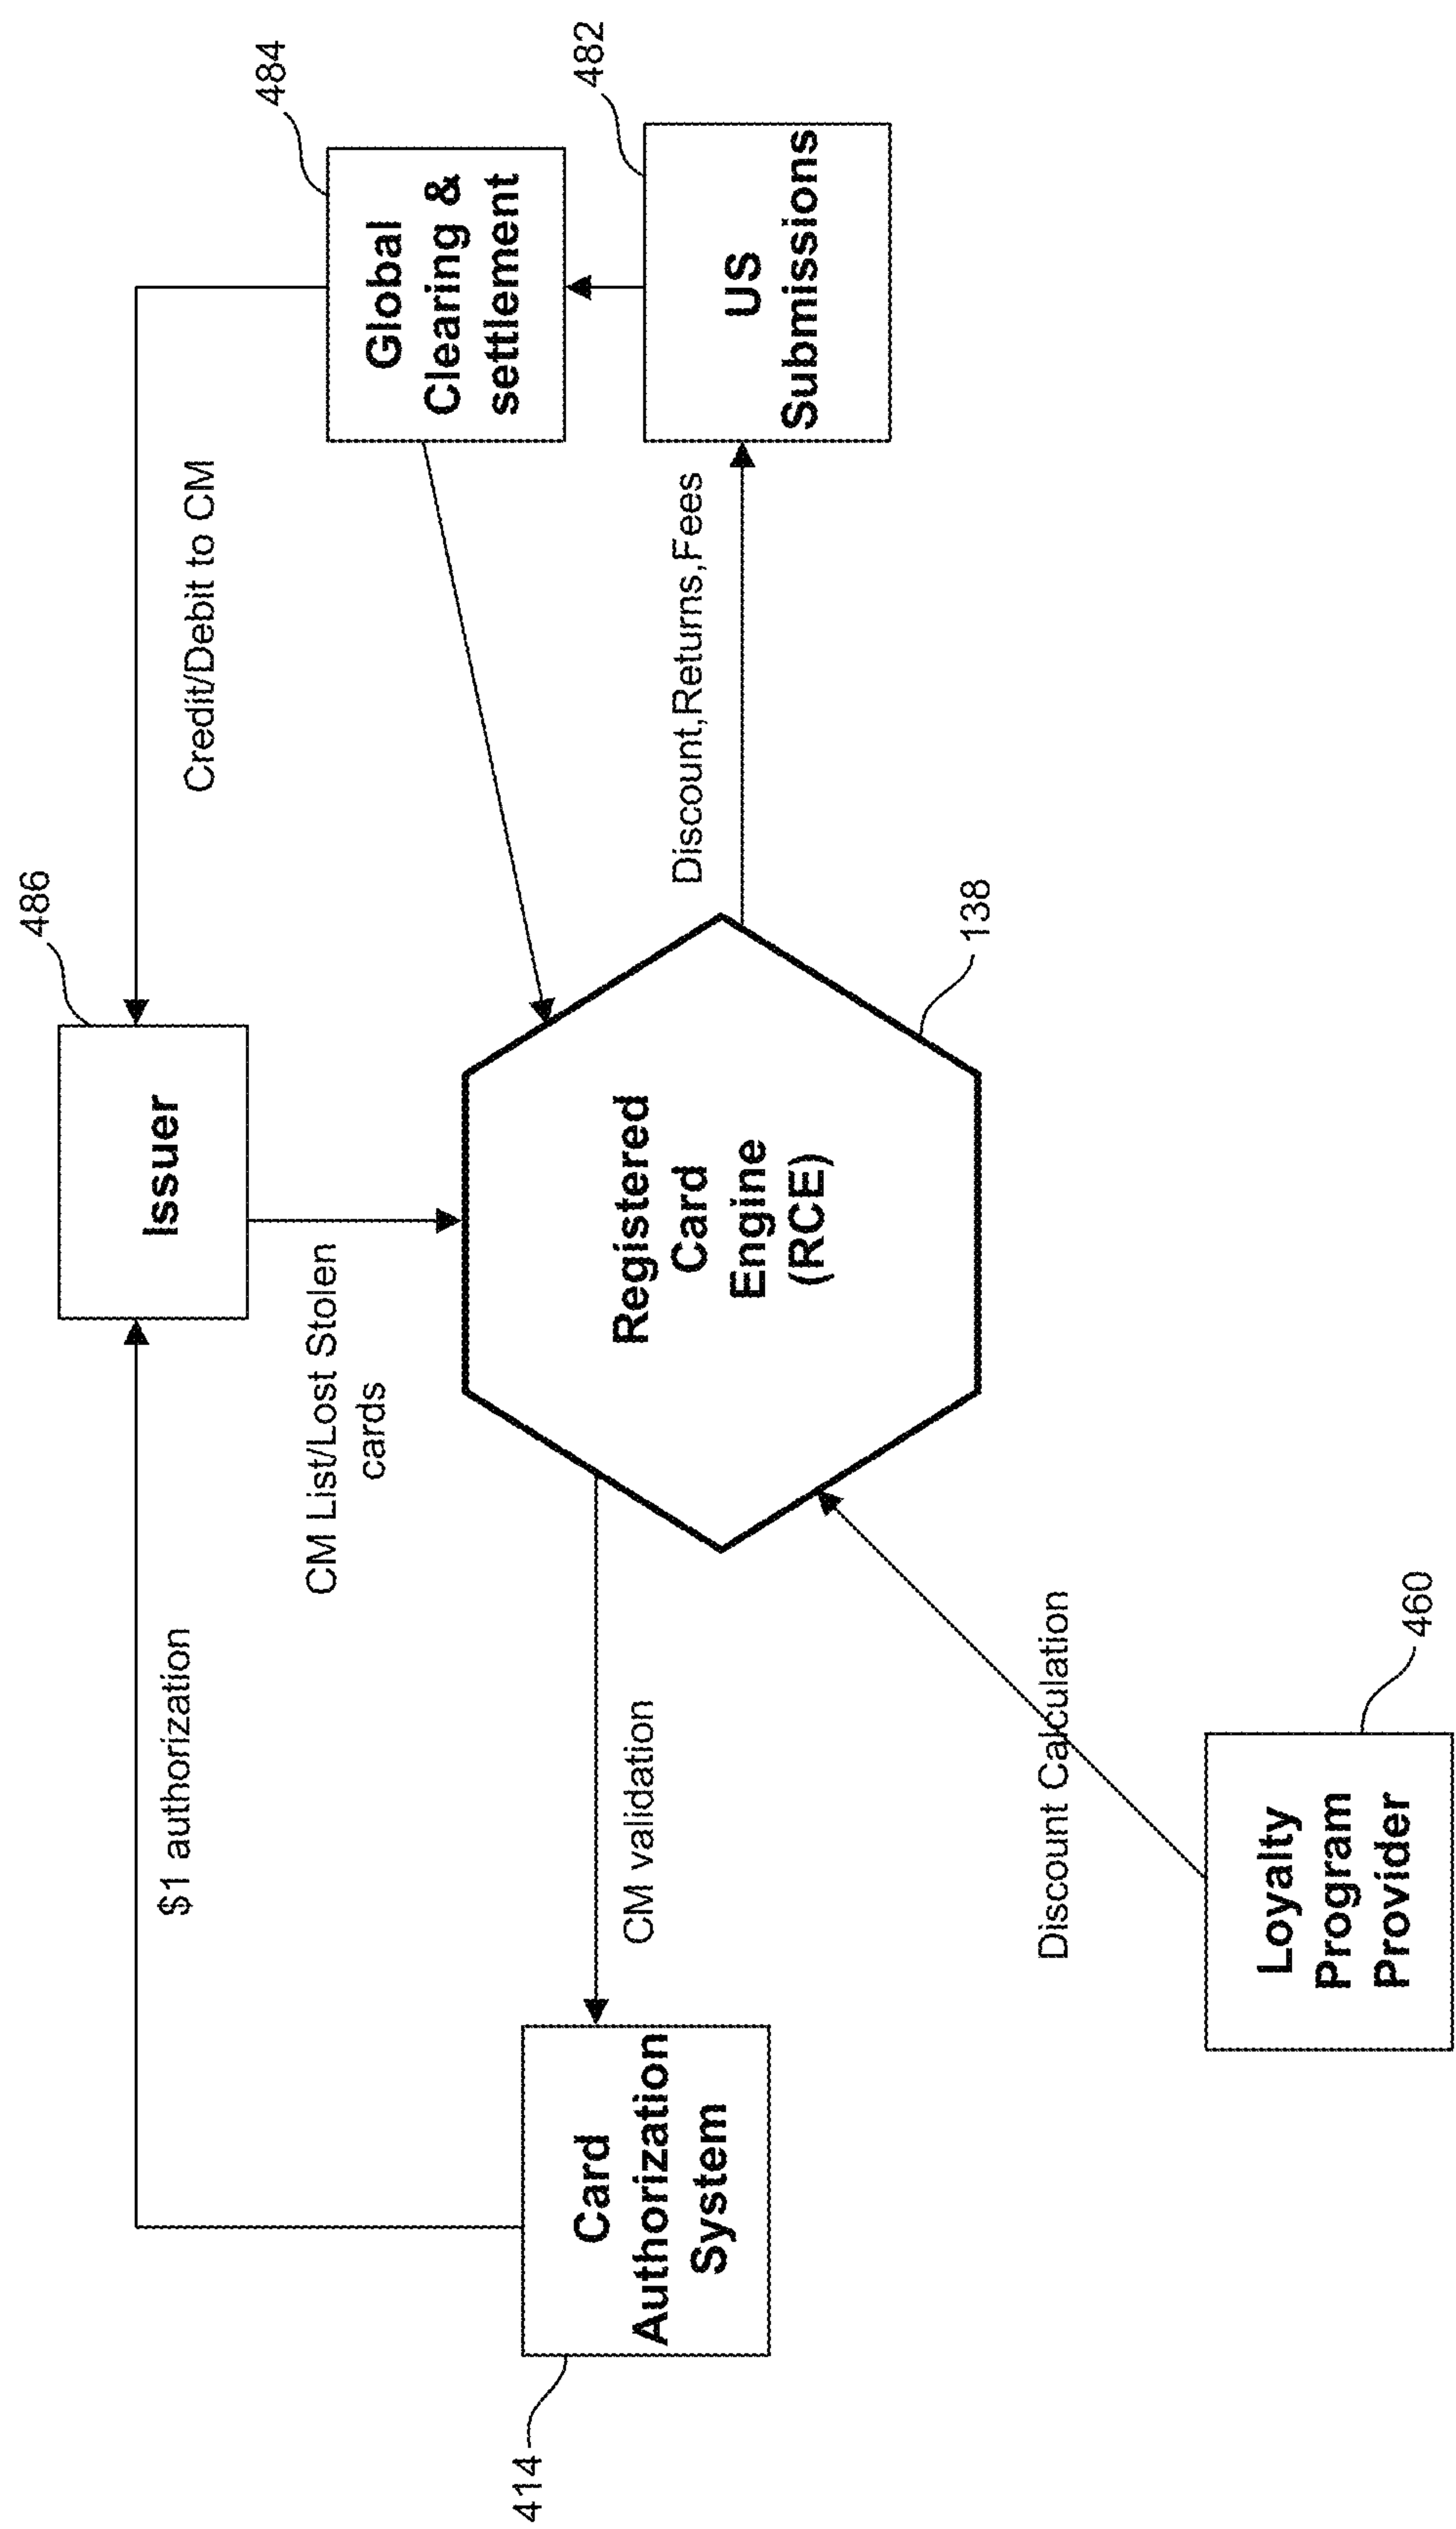 486
Issuer
484
Global
Clearing &
settlement
482
US
Submissions
Credit/Debit to CM
$1 authorization
CM List/Lost Stolen
cards
Discount,Returns,Fees
Registered
Card
Engine
(RCE)
138
CM validation
414
Card
Authorization
System
Discount Calculation
460
Loyalty
Program
Provider